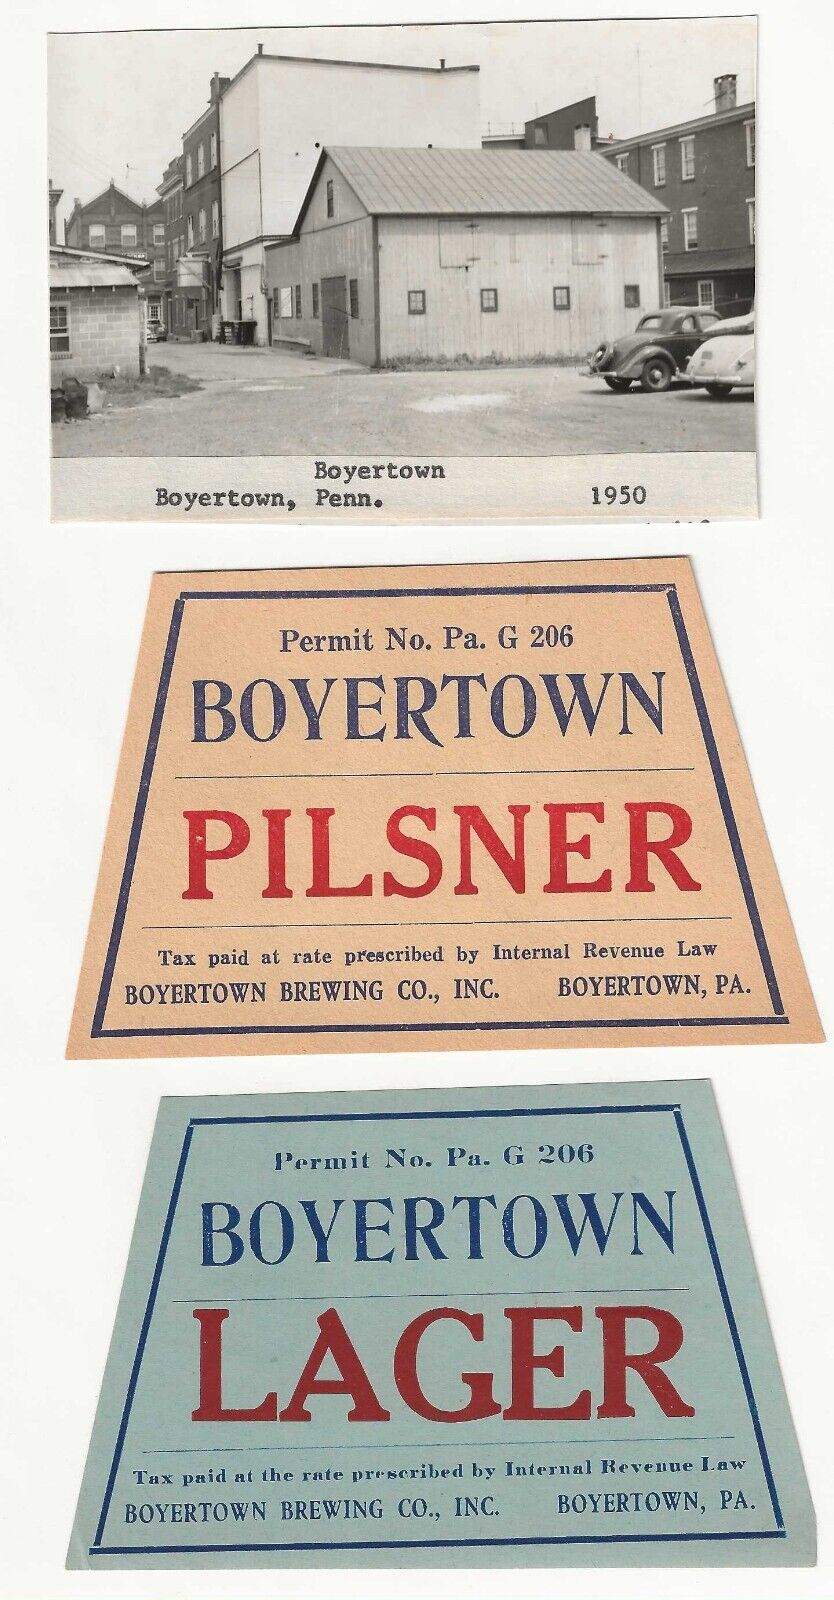 Boyertown
Boyertown, Penn. 1950
Permit No. Pa. G 206
BOYERTOWN
PILSNER
Tax paid at rate prescribed by Internal Revenue Law
BOYERTOWN BREWING CO., INC. BOYERTOWN, PA.
Permit No. Pa. G 206
BOYERTOWN
LAGER
Tax paid at the rate prescribed by Internal Revenue Law
BOYERTOWN BREWING CO., INC. BOYERTOWN, PA.